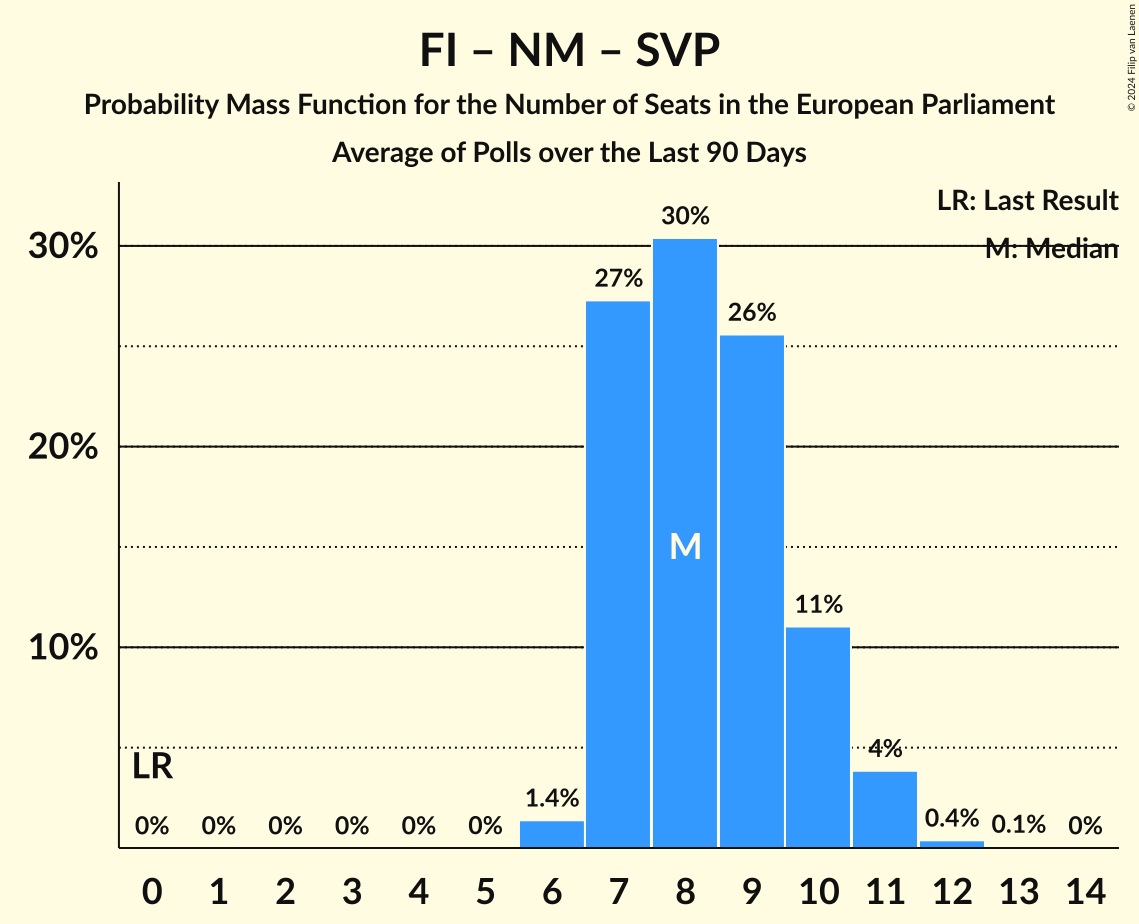 FI – NM – SVP
Probability Mass Function for the Number of Seats in the European Parliament
Average of Polls over the Last 90 Days
© 2024 Filip van Laenen
LR: Last Result
M: Median
30%
20%
10%
30%
27%
26%
M
11%
4%
LR
0% 0% 0% 0% 0% 0% 1.4% 0.4% 0.1% 0%
0 1 2 3 4 5 6 7 8 9 10 11 12 13 14